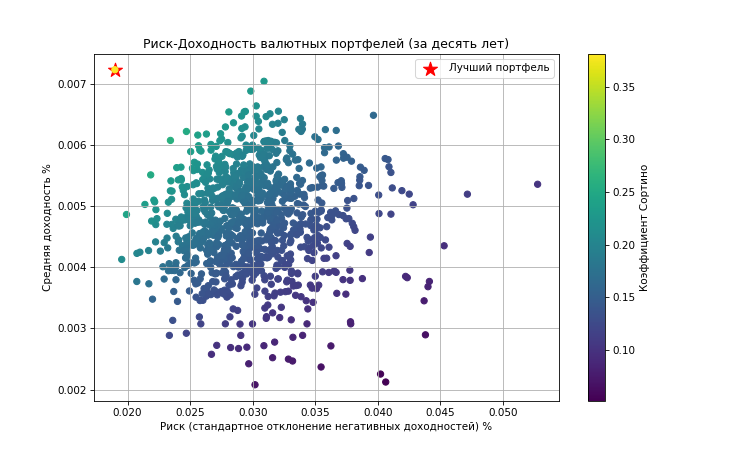 Риск-Доходность валютных портфелей (за десять лет)
Лучший портфель
Средняя доходность %
0.007
0.006
0.005
0.004
0.003
0.002
0.020 0.025 0.030 0.035 0.040 0.045 0.050
Риск (стандартное отклонение негативных доходностей) %
0.35
0.30
0.25
0.20
0.15
0.10
Коэффициент Сортино